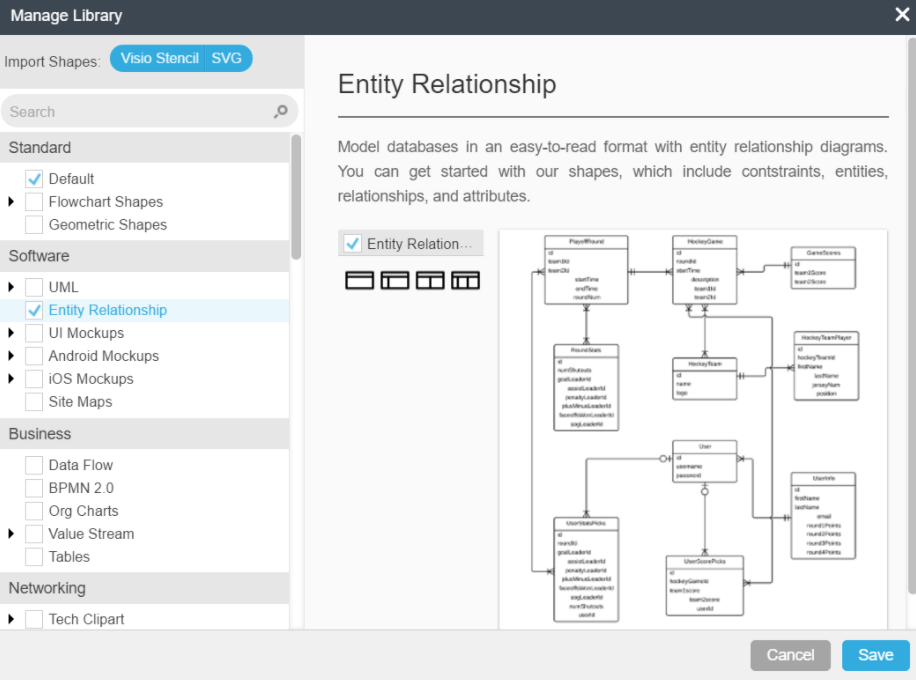 Manage Library
Import Shapes: Visio Stencil SVG
Search
Standard
Default
Flowchart Shapes
Geometric Shapes
Software
UML
Entity Relationship
UI Mockups
Android Mockups
iOS Mockups
Site Maps
Business
Data Flow
BPMN 2.0
Org Charts
Value Stream
Tables
Networking
Tech Clipart
Entity Relationship
Model databases in an easy-to-read format with entity relationship diagrams.
You can get started with our shapes, which include contstraints, entities,
relationships, and attributes.
Entity Relation...
PlayoffRound
id
team1Id
team2Id
startTime
endTime
roundNum
HockeyGame
id
roundId
startTime
description
team1Id
team2Id
GameScores
id
team1Score
team2Score
RoundStats
id
numShutouts
goalLeaderId
assistLeaderId
penaltyLeaderId
plusMinusLeaderId
faceoffsWonLeaderId
sogLeaderId
HockeyTeam
id
name
logo
HockeyTeamPlayer
id
hockeyTeamId
firstName
lastName
jerseyNum
position
User
id
username
password
UserInfo
id
firstName
lastName
email
round1Points
round2Points
round3Points
round4Points
UserStatsPicks
id
roundId
goalLeaderId
assistLeaderId
penaltyLeaderId
plusMinusLeaderId
faceoffsWonLeaderId
sogLeaderId
numShutouts
userId
UserScorePicks
id
hockeyGameId
team1score
team2score
userId
Cancel
Save